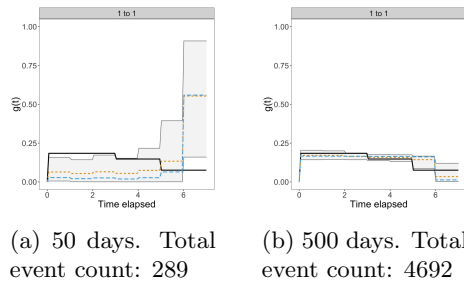 1 to 1
1 to 1
1.00
0.75
0.50
0.25
0.00
g(t)
0 2 4 6
Time elapsed
1.00
0.75
0.50
0.25
0.00
g(t)
0 2 4 6
Time elapsed
(a) 50 days. Total
event count: 289
(b) 500 days. Total
event count: 4692